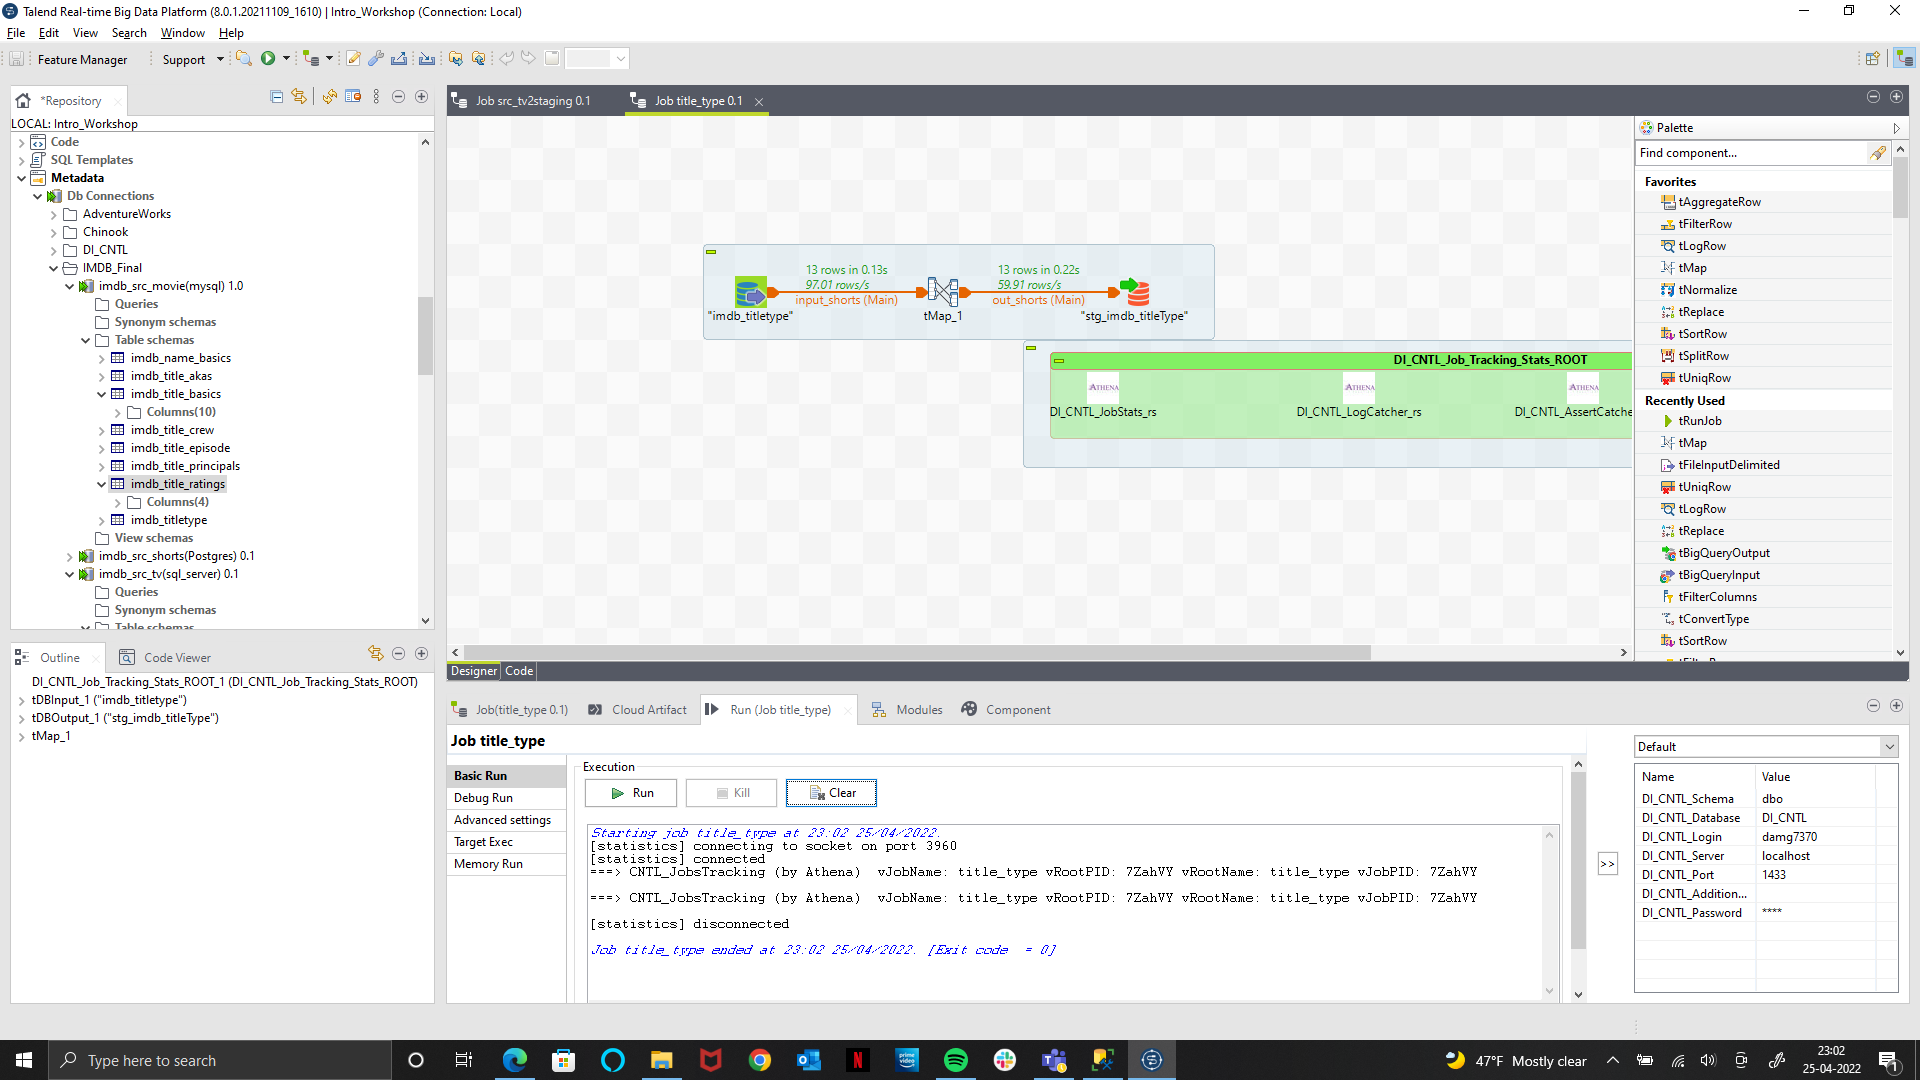 Talend Real-time Big Data Platform (8.0.1.20211109_1610) | Intro_Workshop (Connection: Local)
File Edit View Search Window Help
Feature Manager Support
*Repository
LOCAL: Intro_Workshop
Code
SQL Templates
Metadata
Db Connections
AdventureWorks
Chinook
DI_CNTL
IMDB_Final
imdb_src_movie(mysql) 1.0
Queries
Synonym schemas
Table schemas
imdb_name_basics
imdb_title_akas
imdb_title_basics
Columns(10)
imdb_title_crew
imdb_title_episode
imdb_title_principals
imdb_title_ratings
Columns(4)
imdb_titletype
View schemas
imdb_src_shorts(Postgres) 0.1
imdb_src_tv(sql_server) 0.1
Queries
Synonym schemas
Table schemas
Outline Code Viewer
DI_CNTL_Job_Tracking_Stats_ROOT_1 (DI_CNTL_Job_Tracking_Stats_ROOT)
tDBInput_1 ("imdb_titletype")
tDBOutput_1 ("stg_imdb_titleType")
tMap_1
Job src_tv2staging 0.1 Job title_type 0.1
13 rows in 0.13s 13 rows in 0.22s
97.01 rows/s 59.91 rows/s
input_shorts (Main) out_shorts (Main)
"imdb_titletype" tMap_1 "stg_imdb_titleType"
DI_CNTL_Job_Tracking_Stats_ROOT
ATHENA ATHENA ATHENA
DI_CNTL_JobStats_rs DI_CNTL_LogCatcher_rs DI_CNTL_AssertCatche
Designer Code
Palette
Find component...
Favorites
tAggregateRow
tFilterRow
tLogRow
tMap
tNormalize
tReplace
tSortRow
tSplitRow
tUniqRow
Recently Used
tRunJob
tMap
tFileInputDelimited
tUniqRow
tLogRow
tReplace
tBigQueryOutput
tBigQueryInput
tFilterColumns
tConvertType
tSortRow
Job(title_type 0.1) Cloud Artifact Run (Job title_type) Modules Component
Job title_type
Basic Run
Debug Run
Advanced settings
Target Exec
Memory Run
Execution
Run Kill Clear
Starting job title_type at 23:02 25/04/2022.
[statistics] connecting to socket on port 3960
[statistics] connected
===> CNTL_JobsTracking (by Athena) vJobName: title_type vRootPID: 7ZahVY vRootName: title_type vJobPID: 7ZahVY
===> CNTL_JobsTracking (by Athena) vJobName: title_type vRootPID: 7ZahVY vRootName: title_type vJobPID: 7ZahVY
[statistics] disconnected
Job title_type ended at 23:02 25/04/2022. [Exit code = 0]
>>
Default
Name Value
DI_CNTL_Schema dbo
DI_CNTL_Database DI_CNTL
DI_CNTL_Login damg7370
DI_CNTL_Server localhost
DI_CNTL_Port 1433
DI_CNTL_Addition...
DI_CNTL_Password ****
Type here to search
prime video
47°F Mostly clear
23:02
25-04-2022
1